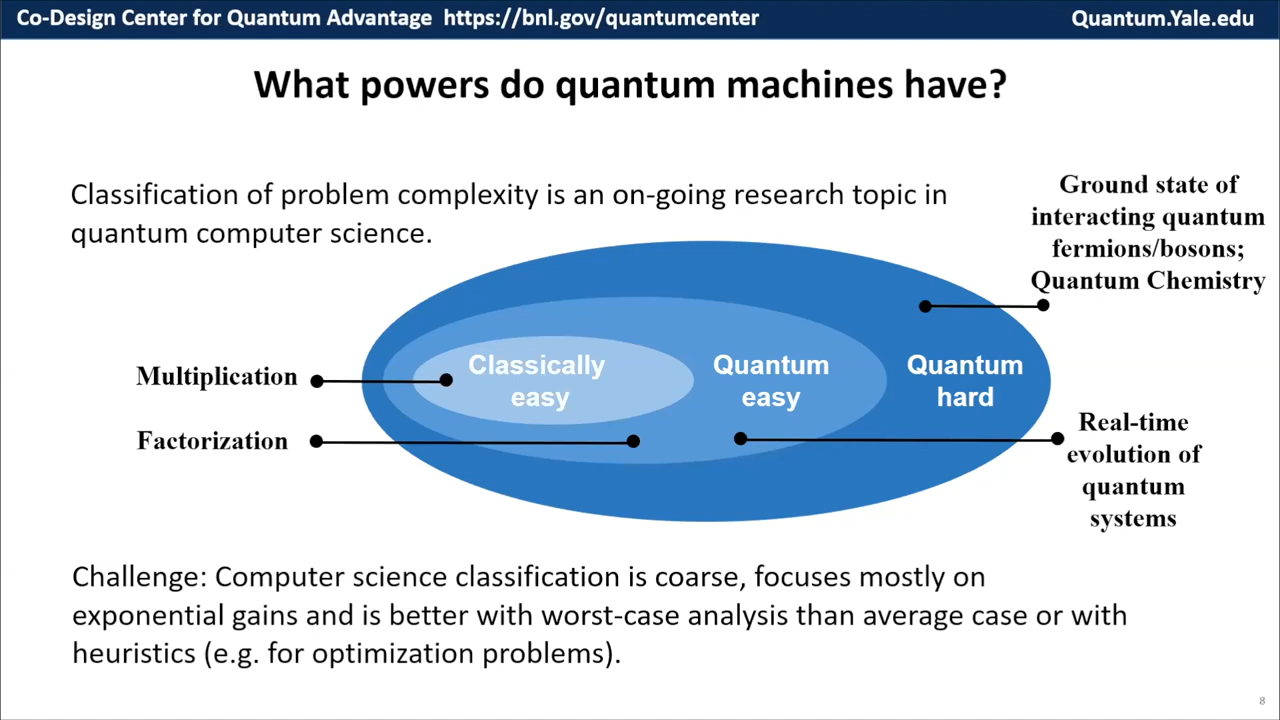 Co-Design Center for Quantum Advantage https://bnl.gov/quantumcenter
Quantum.Yale.edu
What powers do quantum machines have?
Classification of problem complexity is an on-going research topic in
quantum computer science.
Ground state of
interacting quantum
fermions/bosons;
Quantum Chemistry
Multiplication
Classically
easy
Quantum
easy
Quantum
hard
Factorization
Real-time
evolution of
quantum
systems
Challenge: Computer science classification is coarse, focuses mostly on
exponential gains and is better with worst-case analysis than average case or with
heuristics (e.g. for optimization problems).
8